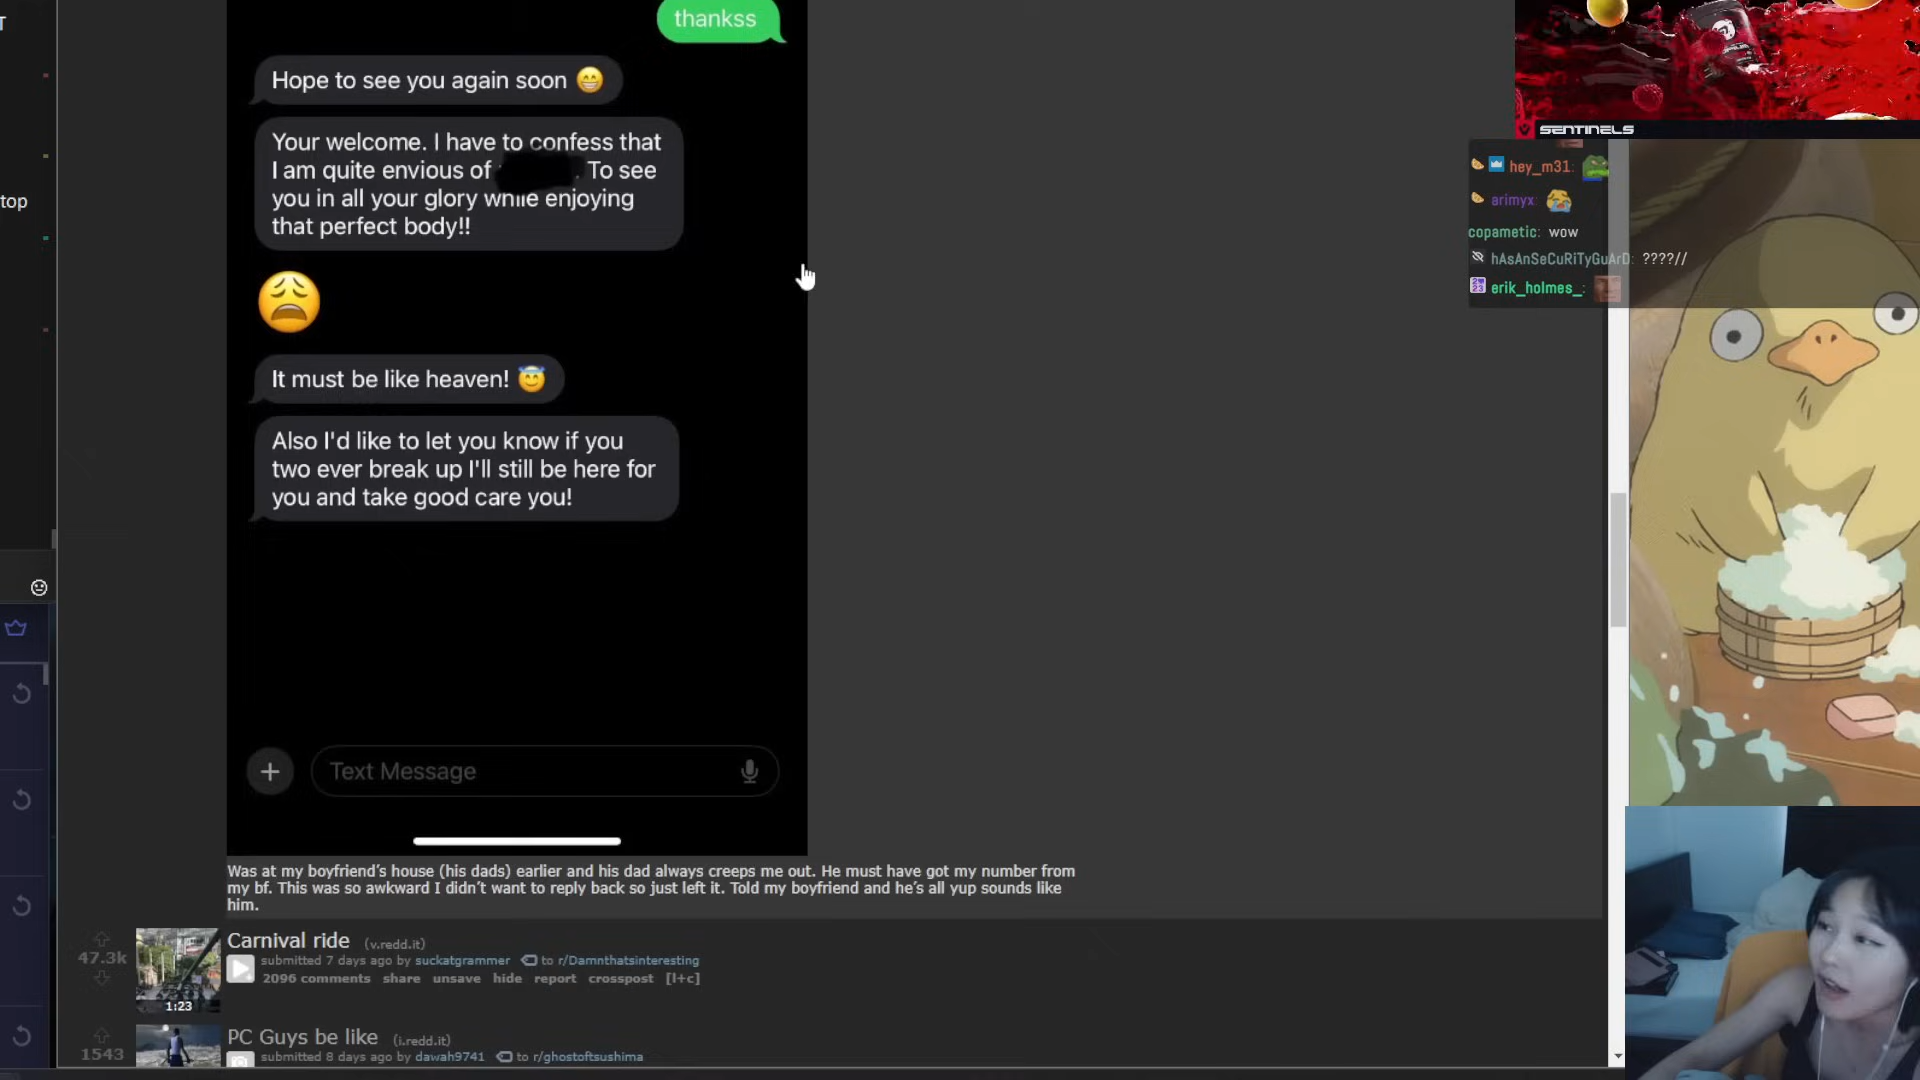 T
top
thankss
Hope to see you again soon 😁
Your welcome. I have to confess that
I am quite envious of . To see
you in all your glory while enjoying
that perfect body!!
😩
It must be like heaven! 😇
Also I'd like to let you know if you
two ever break up I'll still be here for
you and take good care you!
Text Message
Was at my boyfriend's house (his dads) earlier and his dad always creeps me out. He must have got my number from
my bf. This was so awkward I didn't want to reply back so just left it. Told my boyfriend and he's all yup sounds like
him.
47.3k
1:23
Carnival ride (v.redd.it)
submitted 7 days ago by suckatgrammer to r/Damnthatsinteresting
2096 comments share unsave hide report crosspost [l+c]
1543
PC Guys be like (i.redd.it)
submitted 8 days ago by dawah9741 to r/ghostoftsushima
SENTINELS
hey_m31:
arimyx:
copametic: wow
hAsAnSeCuRiTyGuArD: ????//
erik_holmes_: